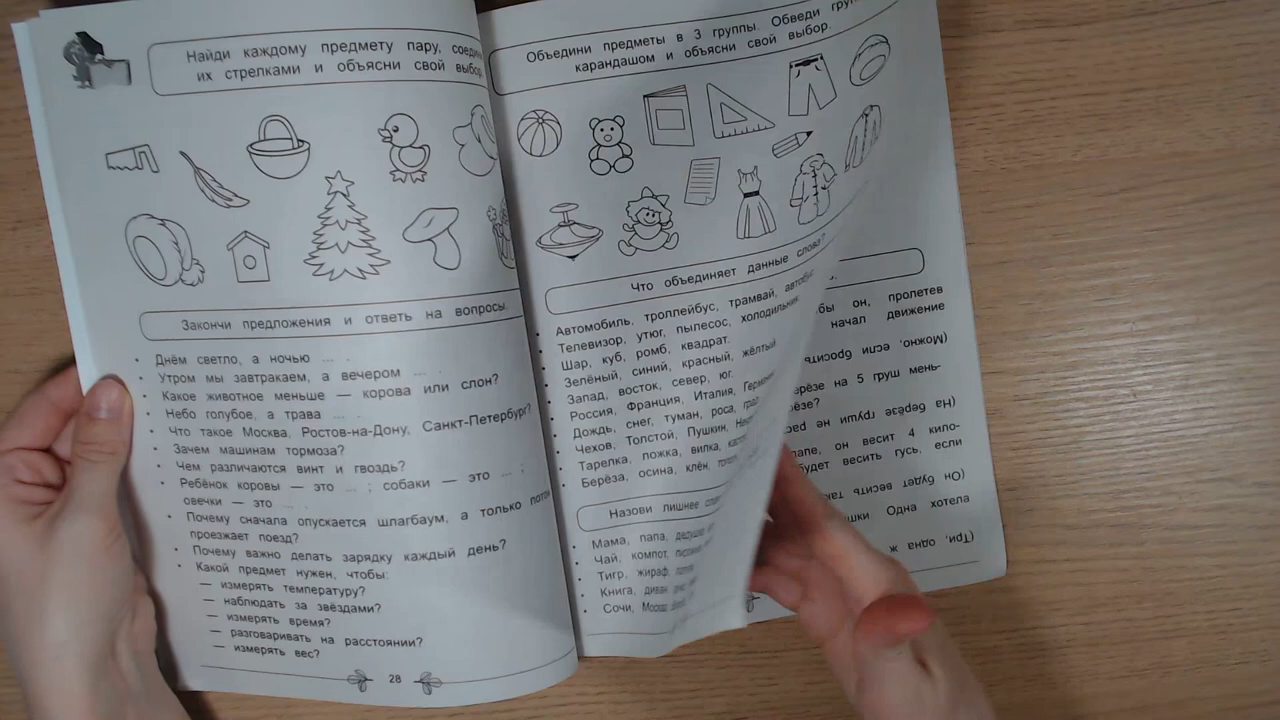 Найди каждому предмету пару,
их стрелками и объясни свой выбор
Закончи предложения и ответь на вопросы.
• Днём светло, а ночью ... .
• Утром мы завтракаем, а вечером ... .
• Какое животное меньше — корова или слон?
• Небо голубое, а трава ... .
• Что такое Москва, Ростов-на-Дону, Санкт-Петербург?
• Зачем машинам тормоза?
• Чем различаются винт и гвоздь?
• Ребёнок коровы — это ... ; собаки — это ... ;
овечки — это ... .
• Почему сначала опускается шлагбаум, а только
проезжает поезд?
• Почему важно делать зарядку каждый день?
• Какой предмет нужен, чтобы:
— измерять температуру?
— наблюдать за звёздами?
— измерять время?
— разговаривать на расстоянии?
— измерять вес?
28
Объедини предметы в 3 группы. Обведи
карандашом и объясни свой выбор.
Что объединяет данные слова?
• Автомобиль, троллейбус, трамвай, автобус.
• Телевизор, утюг, пылесос, холодильник
• Шар, куб, ромб, квадрат.
• Зелёный, синий, красный, жёлтый
• Запад, восток, север, юг.
• Россия, Франция, Италия,
• Дождь, снег, туман, роса, град
• Чехов, Толстой, Пушкин,
• Тарелка, ложка, вилка,
• Берёза, осина, клён,
Назови лишнее
• Мама, папа, дедушка
• Чай, компот,
• Тигр, жираф,
• Книга, диван
• Сочи,
бы он, пролетев
начал движение
(Можно, если бросить
на 5 груш мень-
(На берёзе груши не
он весит 4 кило-
будет весить гусь, если
(Он будет весить
Одна хотела
(Три, одна